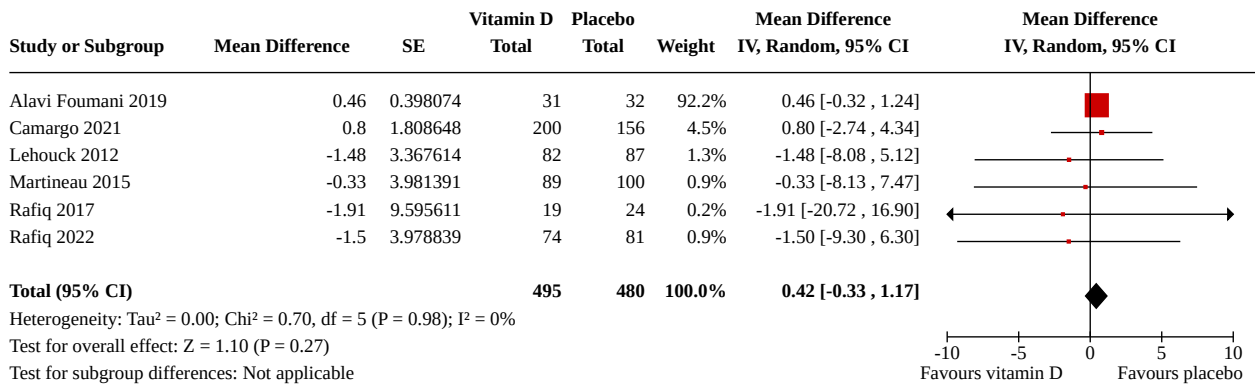 Vitamin D Placebo Mean Difference Mean Difference
Study or Subgroup Mean Difference SE Total Total Weight IV, Random, 95% CI IV, Random, 95% CI
Alavi Foumani 2019 0.46 0.398074 31 32 92.2% 0.46 [-0.32 , 1.24]
Camargo 2021 0.8 1.808648 200 156 4.5% 0.80 [-2.74 , 4.34]
Lehouck 2012 -1.48 3.367614 82 87 1.3% -1.48 [-8.08 , 5.12]
Martineau 2015 -0.33 3.981391 89 100 0.9% -0.33 [-8.13 , 7.47]
Rafiq 2017 -1.91 9.595611 19 24 0.2% -1.91 [-20.72 , 16.90]
Rafiq 2022 -1.5 3.978839 74 81 0.9% -1.50 [-9.30 , 6.30]
Total (95% CI) 495 480 100.0% 0.42 [-0.33 , 1.17]
Heterogeneity: Tau² = 0.00; Chi² = 0.70, df = 5 (P = 0.98); I² = 0%
Test for overall effect: Z = 1.10 (P = 0.27)
Test for subgroup differences: Not applicable
-10 -5 0 5 10
Favours vitamin D Favours placebo